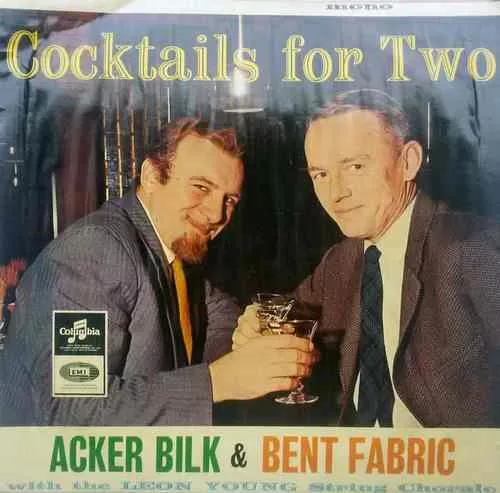 mono
Cocktails for Two
Columbia
EMI
ACKER BILK & BENT FABRIC
with the LEON YOUNG String Chorale